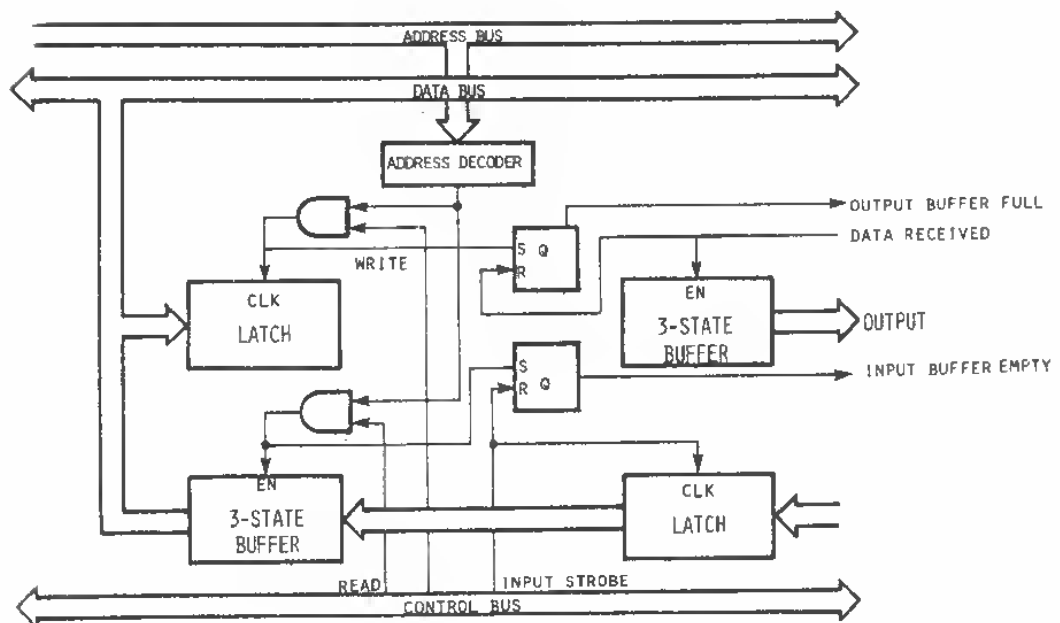 ADDRESS BUS
DATA BUS
ADDRESS DECODER
OUTPUT BUFFER FULL
S Q
DATA RECEIVED
WRITE
R
CLK
LATCH
EN
3-STATE
BUFFER
OUTPUT
S
Q
R
INPUT BUFFER EMPTY
EN
3-STATE
BUFFER
CLK
LATCH
READ
INPUT STROBE
CONTROL BUS